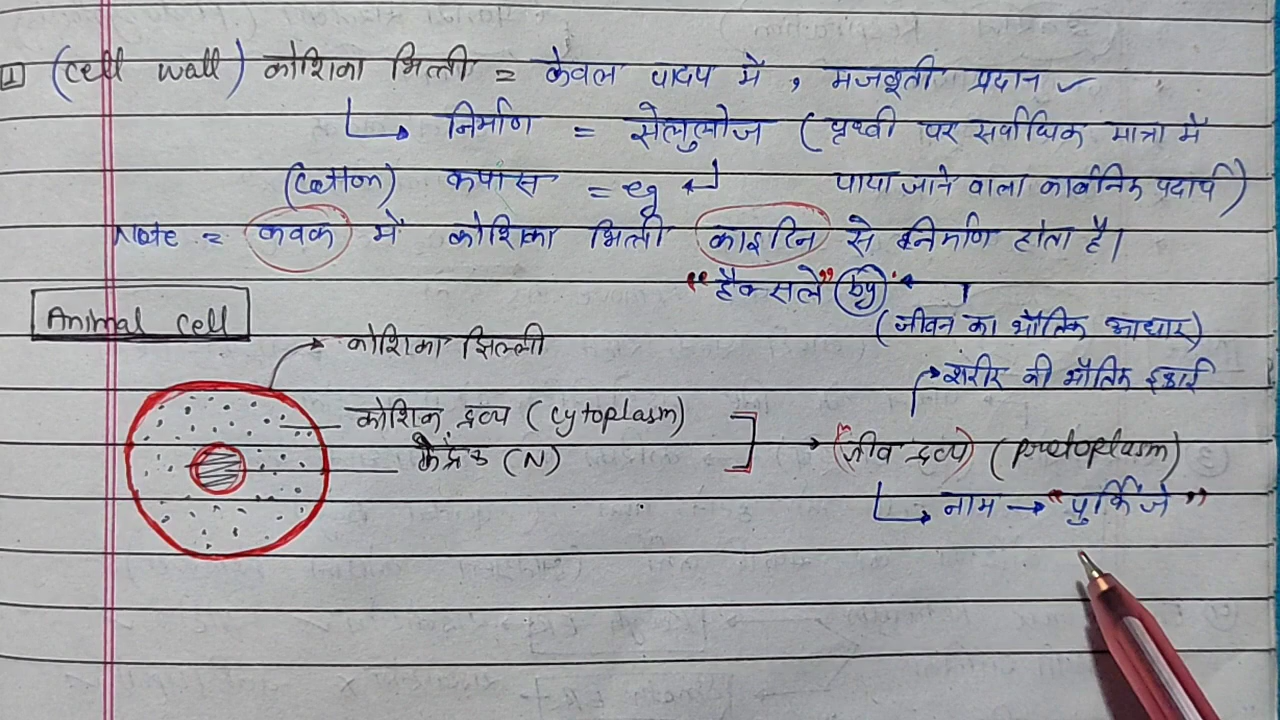 1 (cell wall) कोशिका भित्ती = केवल पादप में , मजबूती प्रदान ✓
निर्माण = सेलुलोज (पृथ्वी पर सर्वाधिक मात्रा में
(Cotton) कपास = eg पाया जाने वाला कार्बनिक पदार्थ)
Note = कवक में कोशिका भित्ती काइटिन से निर्माण होता है।
"हैक्सले" (by)
(जीवन का भौतिक आधार)
Animal cell
कोशिका झिल्ली
शरीर की भौतिक इकाई
कोशिका द्रव्य (Cytoplasm)
केंद्रक (N)
(जीव द्रव्य) (protoplasm)
नाम → "पुर्किंजे"